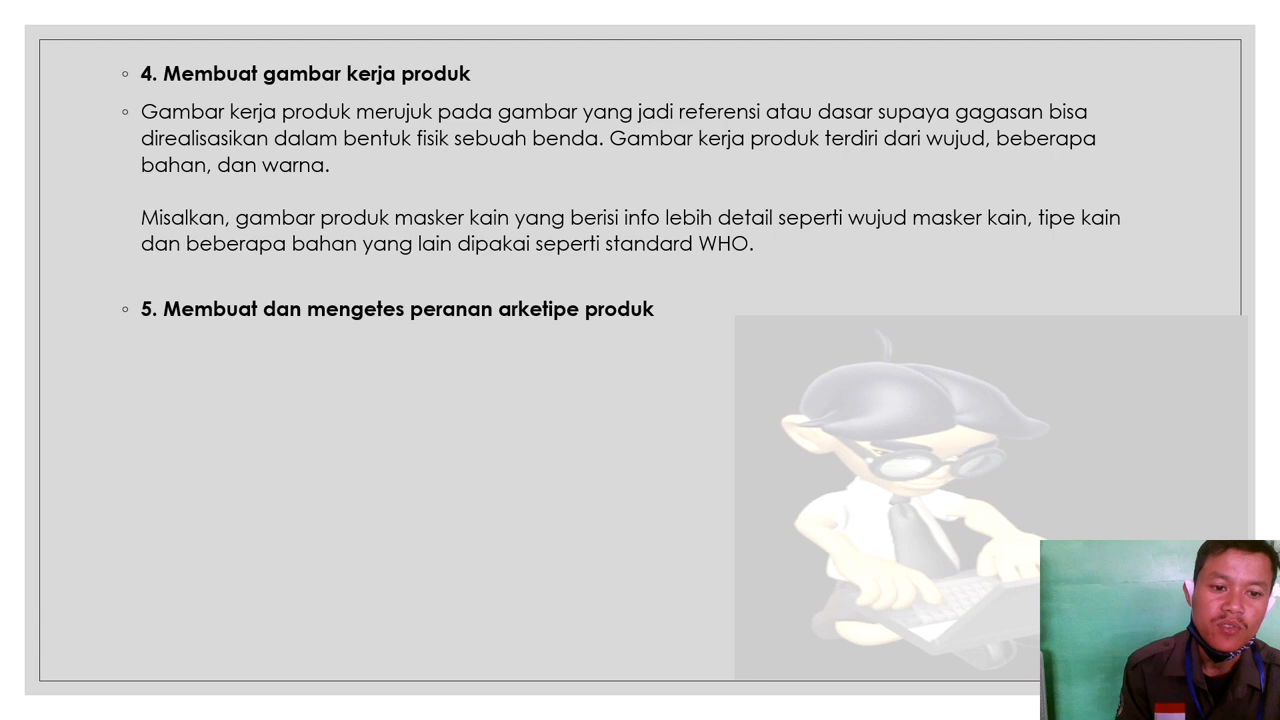 4. Membuat gambar kerja produk
Gambar kerja produk merujuk pada gambar yang jadi referensi atau dasar supaya gagasan bisa
direalisasikan dalam bentuk fisik sebuah benda. Gambar kerja produk terdiri dari wujud, beberapa
bahan, dan warna.
Misalkan, gambar produk masker kain yang berisi info lebih detail seperti wujud masker kain, tipe kain
dan beberapa bahan yang lain dipakai seperti standard WHO.
5. Membuat dan mengetes peranan arketipe produk